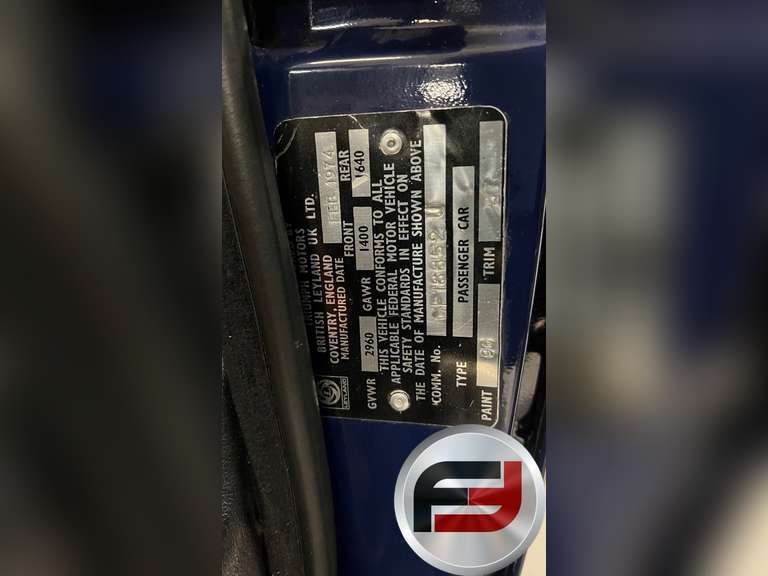 MOTORS
BRITISH LEYLAND UK LTD.
COVENTRY, ENGLAND
MANUFACTURED DATE FEB 1974
GVWR 2960 GAWR FRONT 1400 REAR 1640
THIS VEHICLE CONFORMS TO ALL
APPLICABLE FEDERAL MOTOR VEHICLE
SAFETY STANDARDS IN EFFECT ON
THE DATE OF MANUFACTURE SHOWN ABOVE
COMM. No.
TYPE PASSENGER CAR
PAINT TRIM
LEYLAND